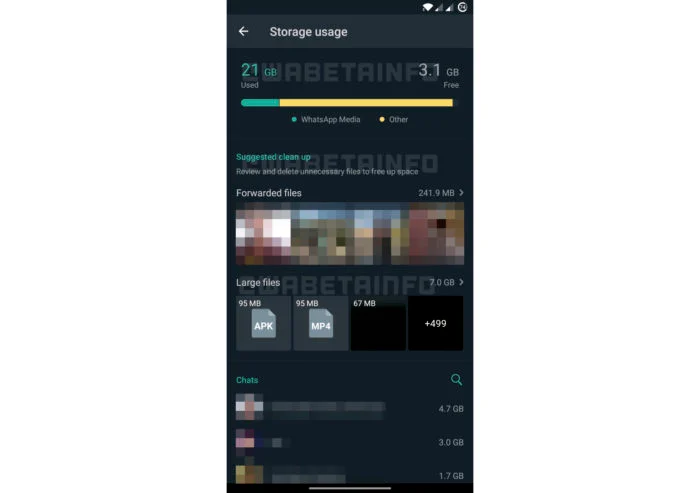 Storage usage
21 GB 3.1 GB
Used Free
WABETAINFO
WhatsApp Media Other
Suggested clean up
WABETAINFO
Review and delete unnecessary files to free up space
Forwarded files 241.9 MB
Large files 7.0 GB
WABETAINFO
95 MB 95 MB 67 MB
APK MP4 +499
Chats
4.7 GB
3.0 GB
1.7 GB